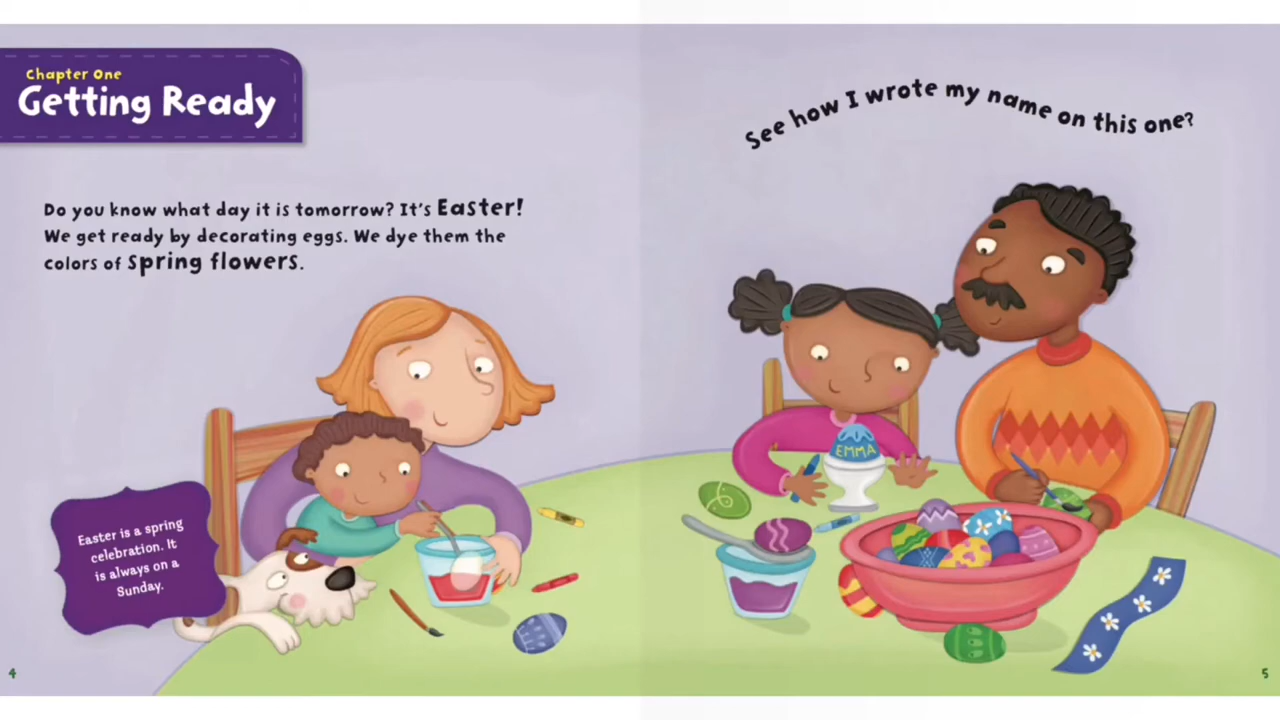 Chapter One
Getting Ready
Do you know what day it is tomorrow? It's Easter!
We get ready by decorating eggs. We dye them the
colors of spring flowers.
Easter is a spring
celebration. It
is always on a
Sunday.
4
See how I wrote my name on this one?
EMMA
5